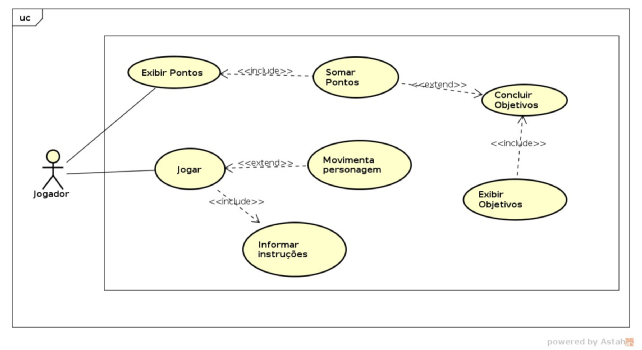 uc
Exibir Pontos
<<include>>
Somar
Pontos
<<extend>>
Concluir
Objetivos
<<include>>
Jogador
Jogar
<<extend>>
Movimenta
personagem
<<include>>
Exibir
Objetivos
Informar
instruções
powered by Astah